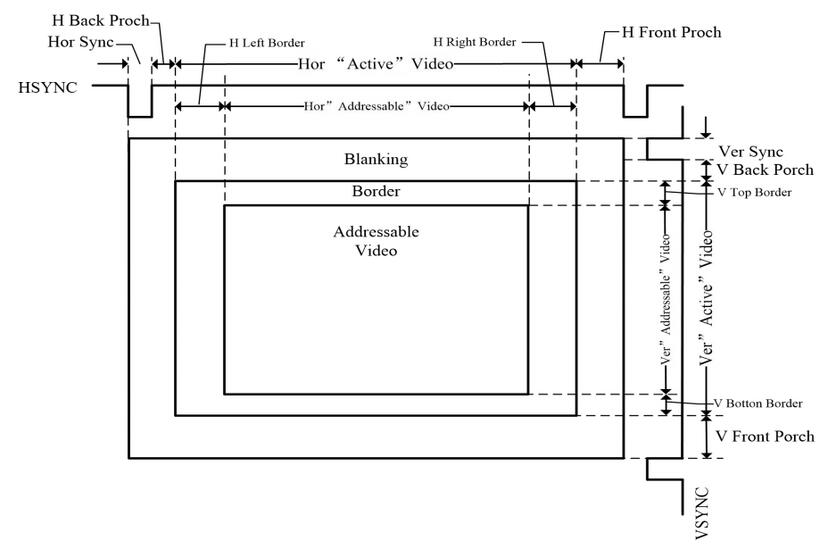 H Back Proch
Hor Sync
H Left Border
H Right Border
H Front Proch
Hor “Active” Video
HSYNC
Hor” Addressable” Video
Blanking
Ver Sync
V Back Porch
Border
V Top Border
Addressable
Video
Ver” Addressable” Video
Ver” Active” Video
V Botton Border
V Front Porch
VSYNC